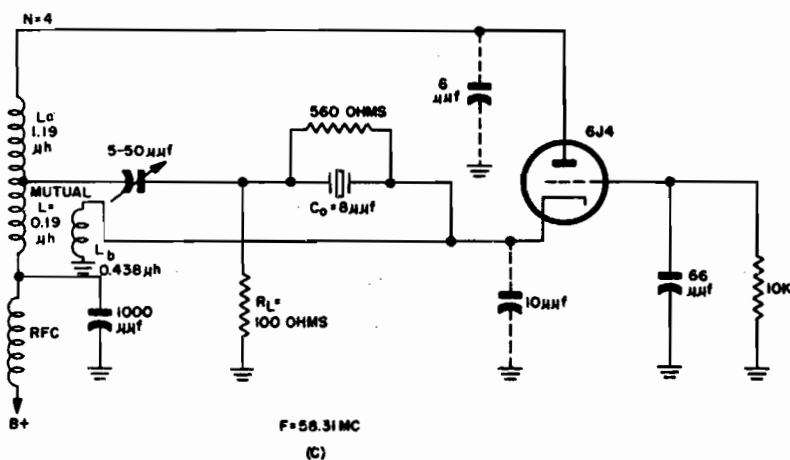 N=4
La
1.19
μh
MUTUAL
L=
0.19
μh
Lb
0.438μh
RFC
B+
1000
μμf
5-50μμf
560 OHMS
C₀=8μμf
RL=
100 OHMS
6
μμf
6J4
10μμf
66
μμf
10K
F=58.31MC
(C)